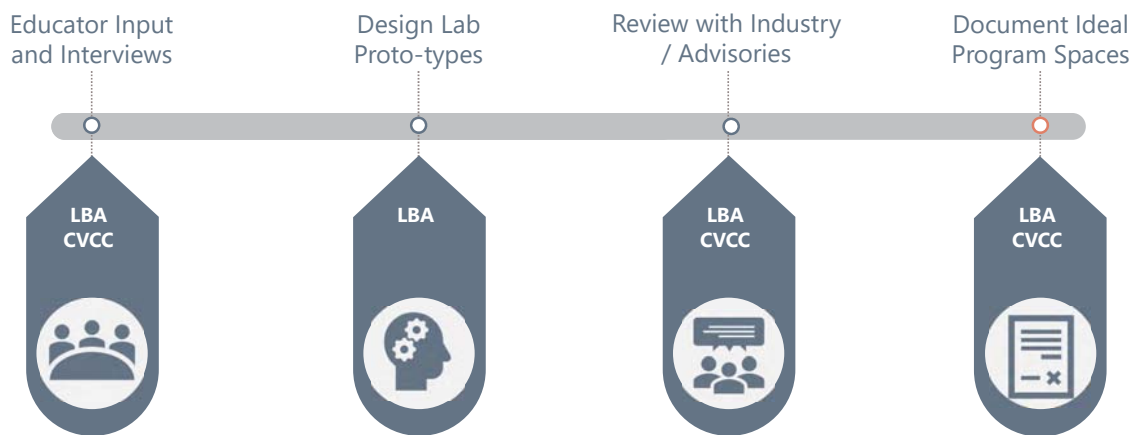 Educator Input
and Interviews
Design Lab
Proto-types
Review with Industry
/ Advisories
Document Ideal
Program Spaces
LBA
CVCC
LBA
LBA
CVCC
LBA
CVCC